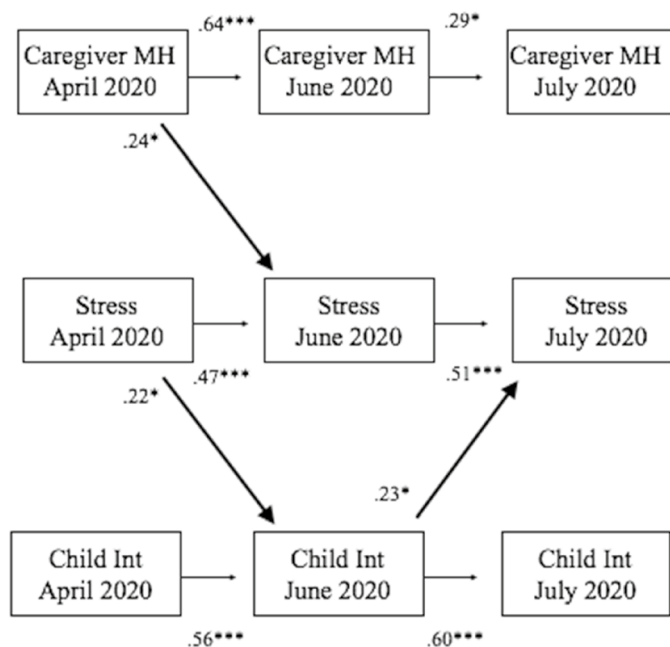 .64***
.29*
Caregiver MH
April 2020
Caregiver MH
June 2020
Caregiver MH
July 2020
.24*
Stress
April 2020
Stress
June 2020
Stress
July 2020
.47***
.51***
.22*
.23*
Child Int
April 2020
Child Int
June 2020
Child Int
July 2020
.56***
.60***